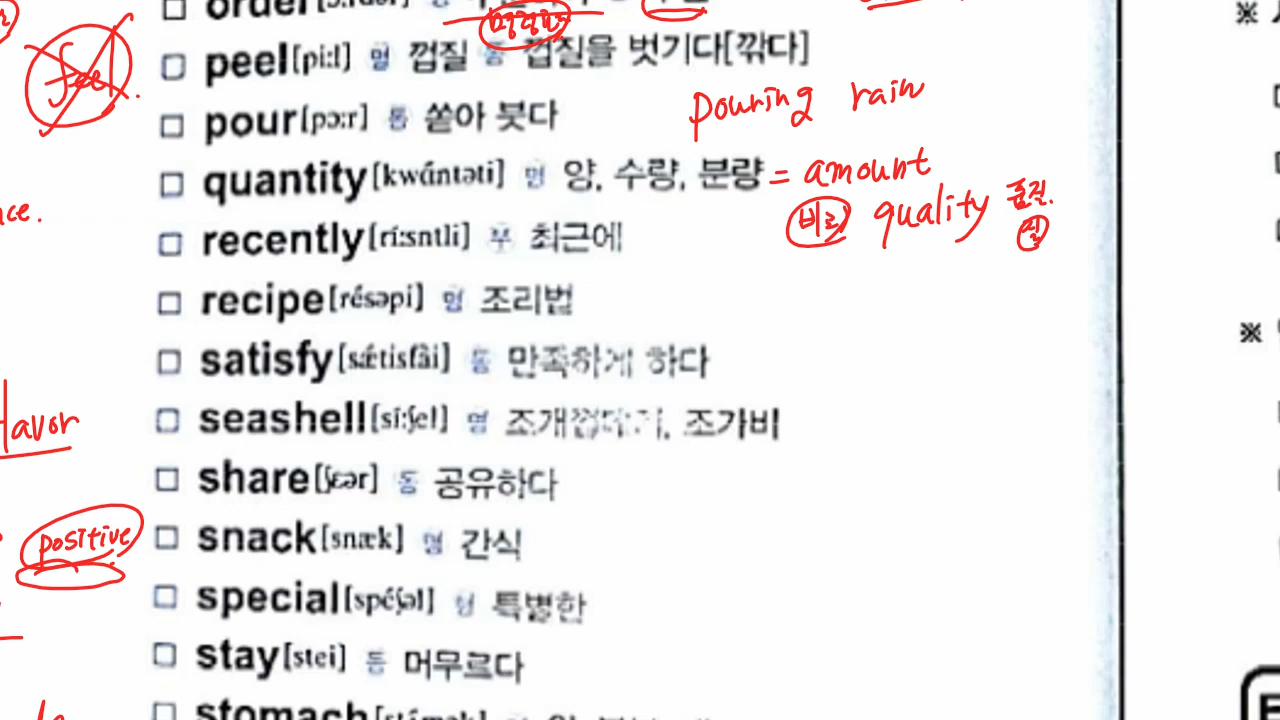 order
peel[pi:l] 명 껍질 동 껍질을 벗기다[깎다]
feel
pour[pɔ:r] 동 쏟아 붓다 pouring rain
quantity[kwántəti] 명 양, 수량, 분량 = amount
비교 quality 품질.
질
recently[rí:sntli] 부 최근에
recipe[résəpi] 명 조리법
satisfy[sǽtisfài] 동 만족하게 하다
seashell[sí:ʃel] 명 조개껍데기, 조가비
share[ʃɛər] 동 공유하다
snack[snæk] 명 간식
positive
special[spéʃəl] 형 특별한
stay[stei] 동 머무르다
stomach